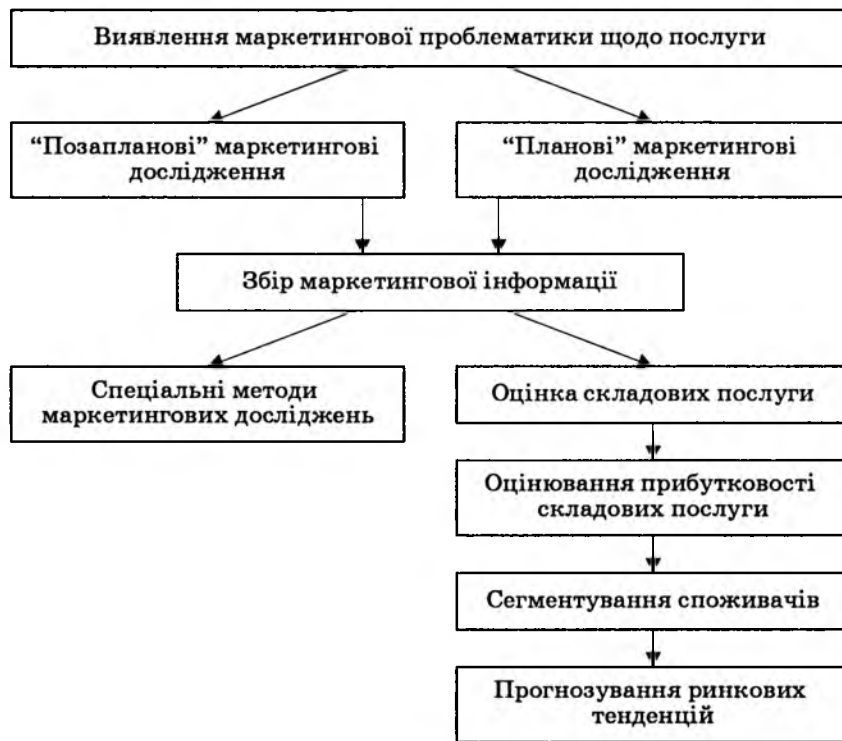 Виявлення маркетингової проблематики щодо послуги
“Позапланові” маркетингові
дослідження
“Планові” маркетингові
дослідження
Збір маркетингової інформації
Спеціальні методи
маркетингових досліджень
Оцінка складових послуги
Оцінювання прибутковості
складових послуги
Сегментування споживачів
Прогнозування ринкових
тенденцій